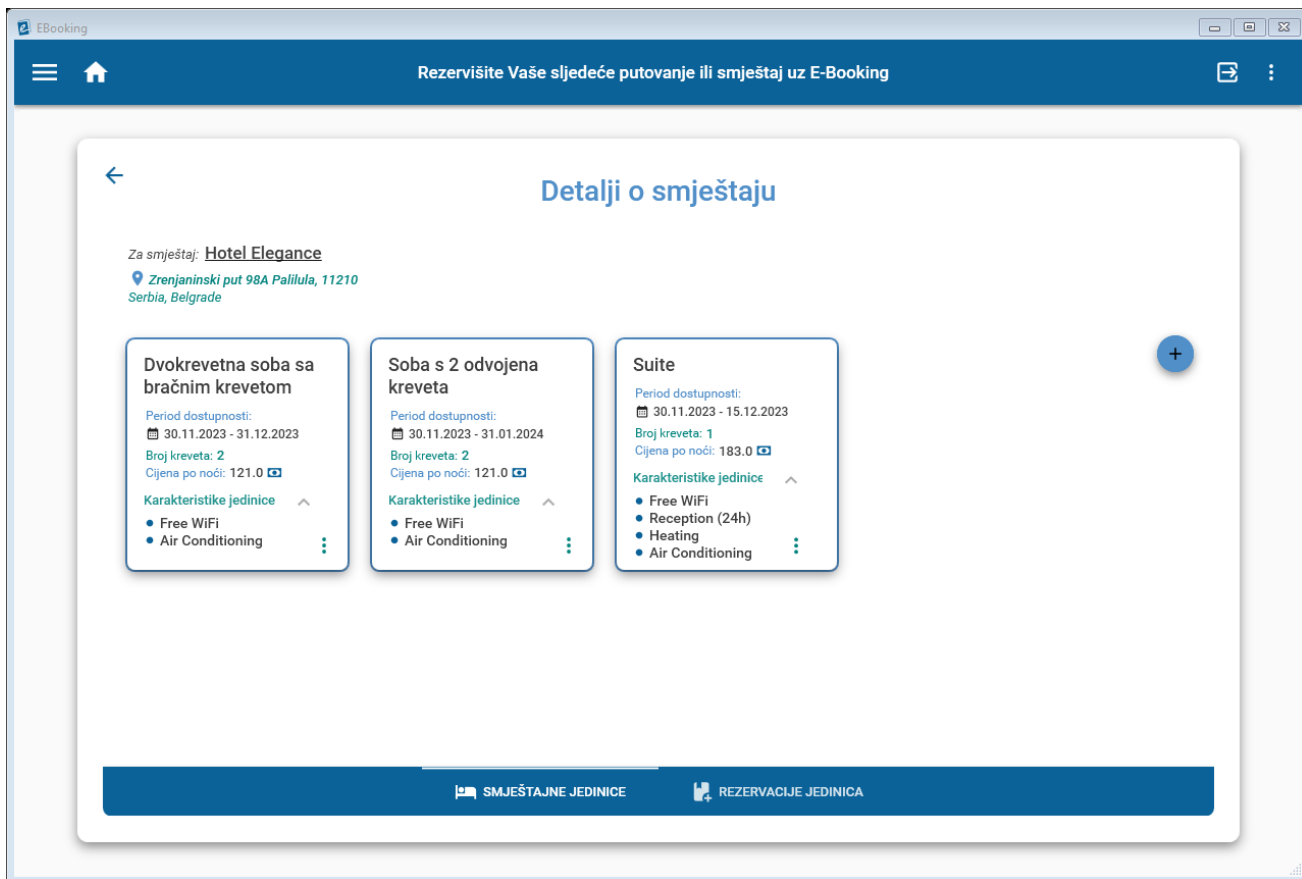 EBooking
Rezervišite Vaše sljedeće putovanje ili smještaj uz E-Booking
Detalji o smještaju
Za smještaj: Hotel Elegance
Zrenjaninski put 98A Palilula, 11210
Serbia, Belgrade
Dvokrevetna soba sa
bračnim krevetom
Period dostupnosti:
30.11.2023 - 31.12.2023
Broj kreveta: 2
Cijena po noći: 121.0
Karakteristike jedinice
Free WiFi
Air Conditioning
Soba s 2 odvojena
kreveta
Period dostupnosti:
30.11.2023 - 31.01.2024
Broj kreveta: 2
Cijena po noći: 121.0
Karakteristike jedinice
Free WiFi
Air Conditioning
Suite
Period dostupnosti:
30.11.2023 - 15.12.2023
Broj kreveta: 1
Cijena po noći: 183.0
Karakteristike jedinice
Free WiFi
Reception (24h)
Heating
Air Conditioning
SMJEŠTAJNE JEDINICE
REZERVACIJE JEDINICA